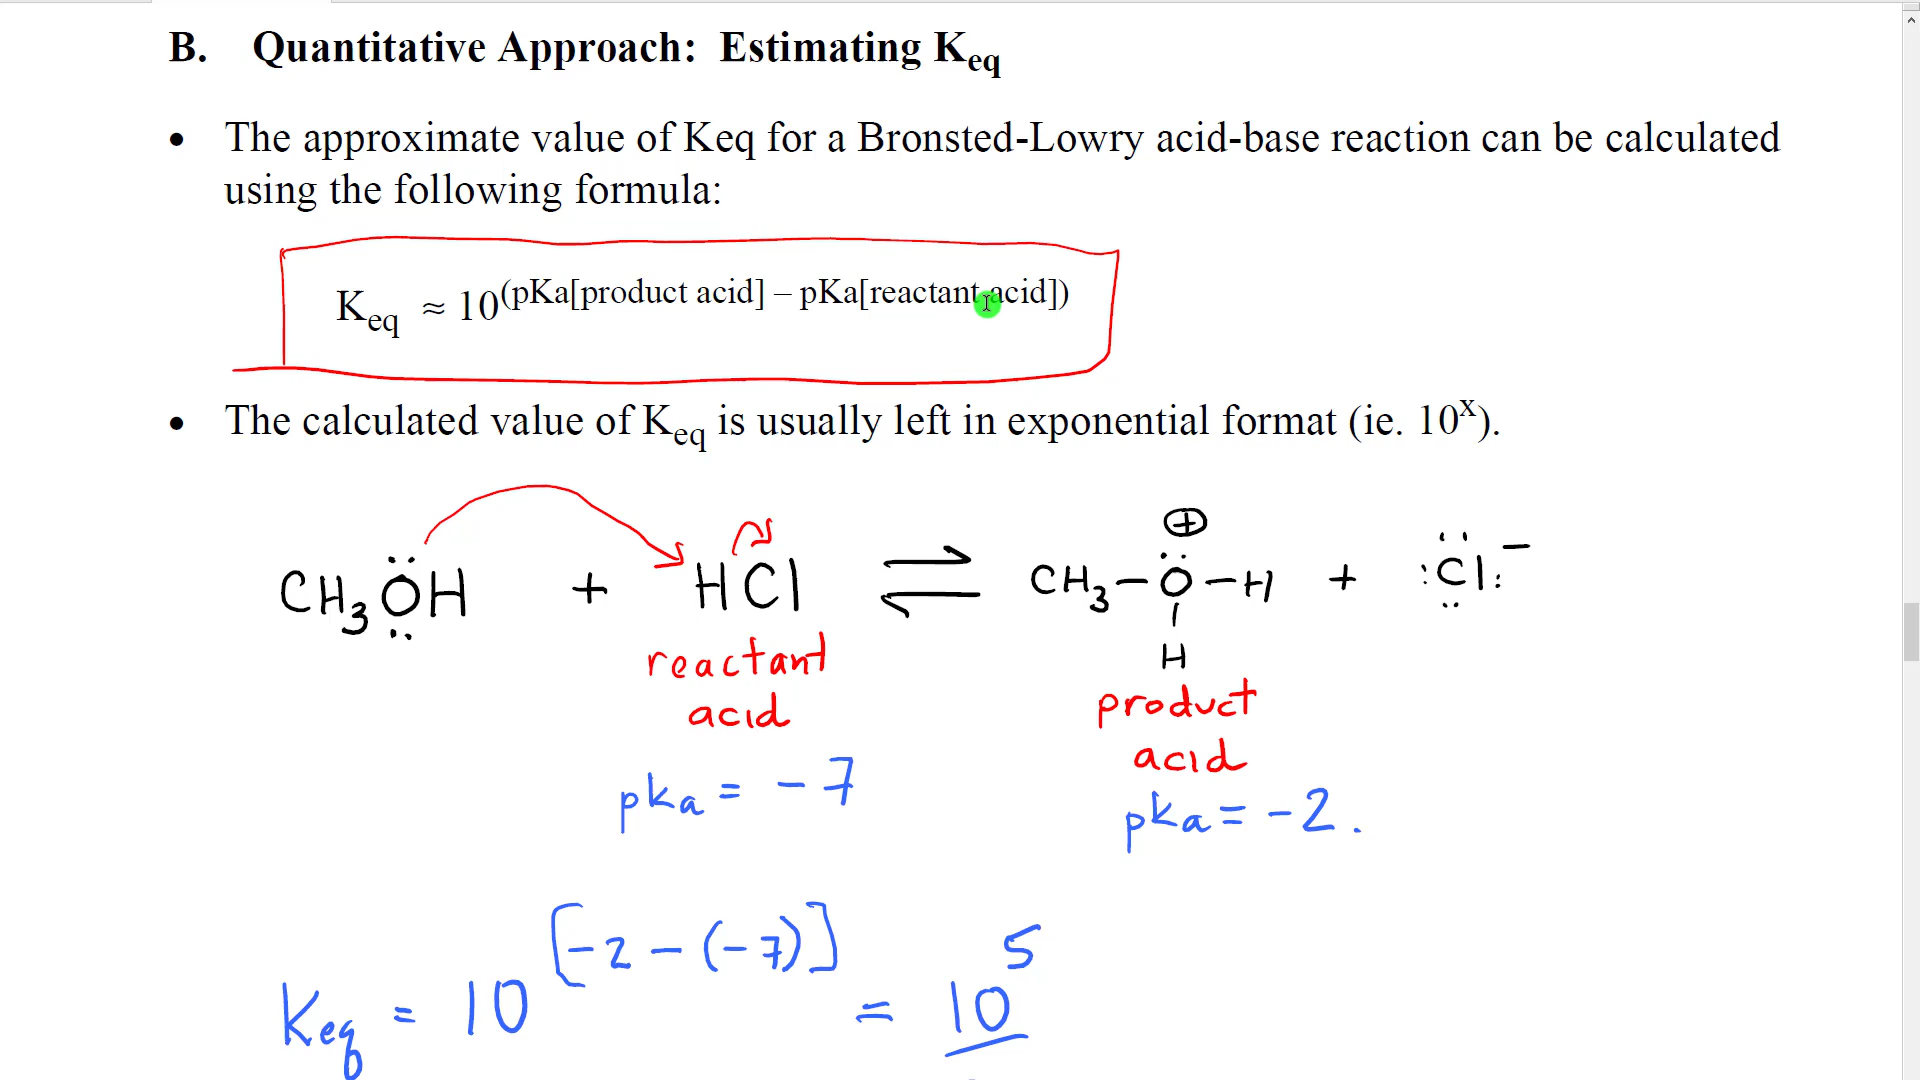 B. Quantitative Approach: Estimating Keq
• The approximate value of Keq for a Bronsted-Lowry acid-base reaction can be calculated
using the following formula:
Keq ≈ 10(pKa[product acid] – pKa[reactant acid])
• The calculated value of Keq is usually left in exponential format (ie. 10x).
CH3OH + HCl ⇌ CH3–O–H + :Cl:–
⊕
H
reactant
acid
pka = -7
product
acid
pka = -2.
Keq = 10[-2-(-7)] = 105